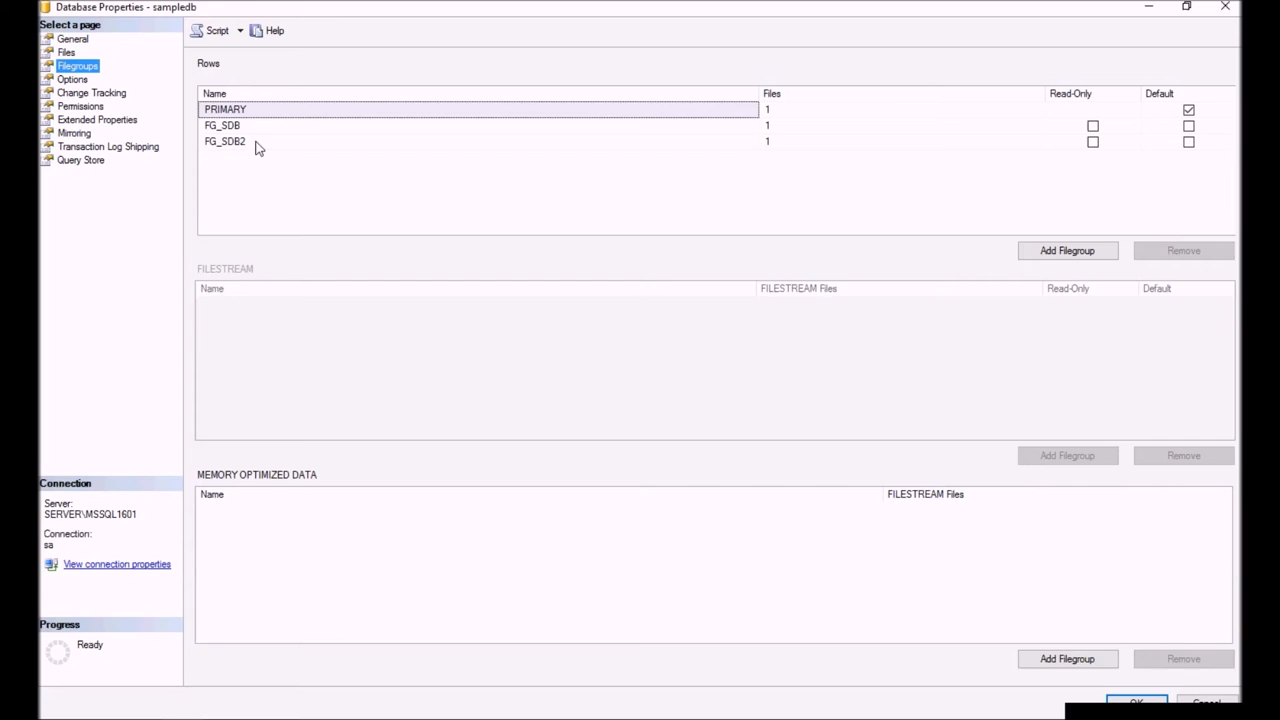 Database Properties - sampledb
Select a page
General
Files
Filegroups
Options
Change Tracking
Permissions
Extended Properties
Mirroring
Transaction Log Shipping
Query Store
Script
Help
Rows
Name Files Read-Only Default
PRIMARY 1
FG_SDB 1
FG_SDB2 1
Add Filegroup Remove
FILESTREAM
Name FILESTREAM Files Read-Only Default
Add Filegroup Remove
MEMORY OPTIMIZED DATA
Name FILESTREAM Files
Add Filegroup Remove
Connection
Server:
SERVER\MSSQL1601
Connection:
sa
View connection properties
Progress
Ready
OK Cancel